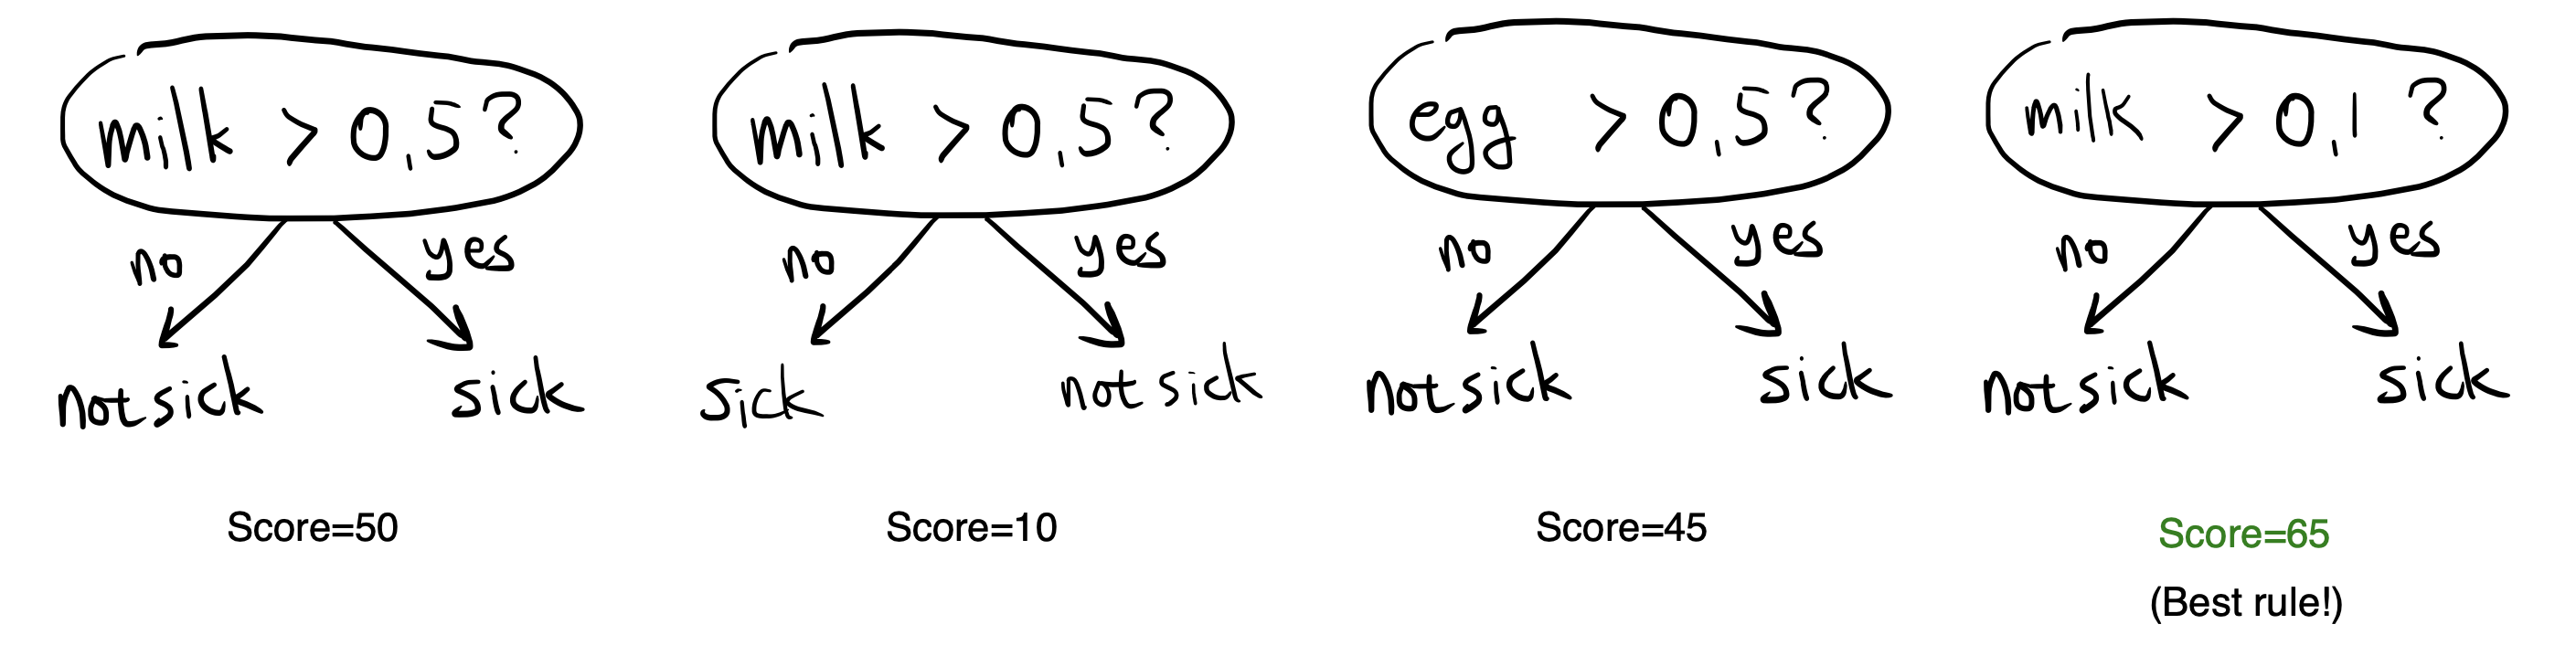 milk > 0,5?
no
yes
not sick
sick
Score=50
milk > 0,5?
no
yes
sick
not sick
Score=10
egg > 0,5?
no
yes
not sick
sick
Score=45
milk > 0,1 ?
no
yes
not sick
sick
Score=65
(Best rule!)